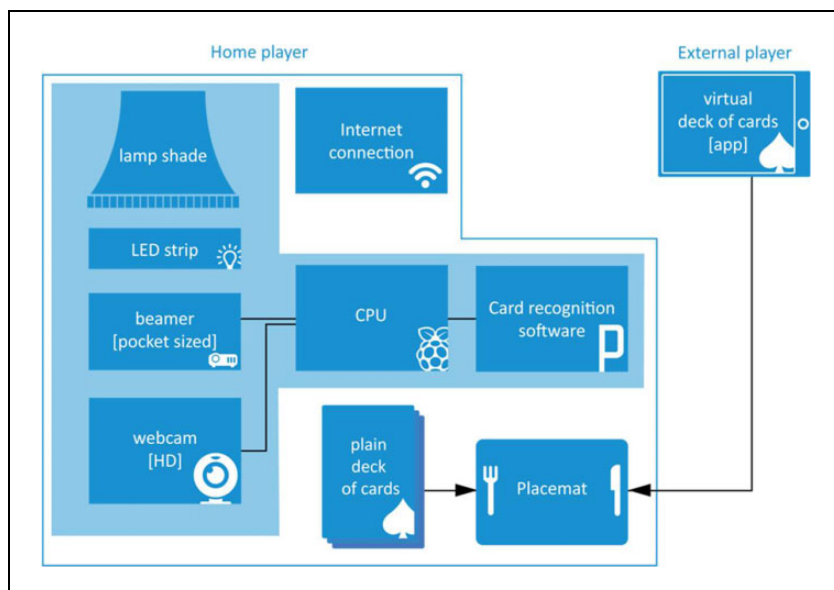 Home player
External player
lamp shade
Internet
connection
virtual
deck of cards
[app]
LED strip
beamer
[pocket sized]
CPU
Card recognition
software
webcam
[HD]
plain
deck
of cards
Placemat